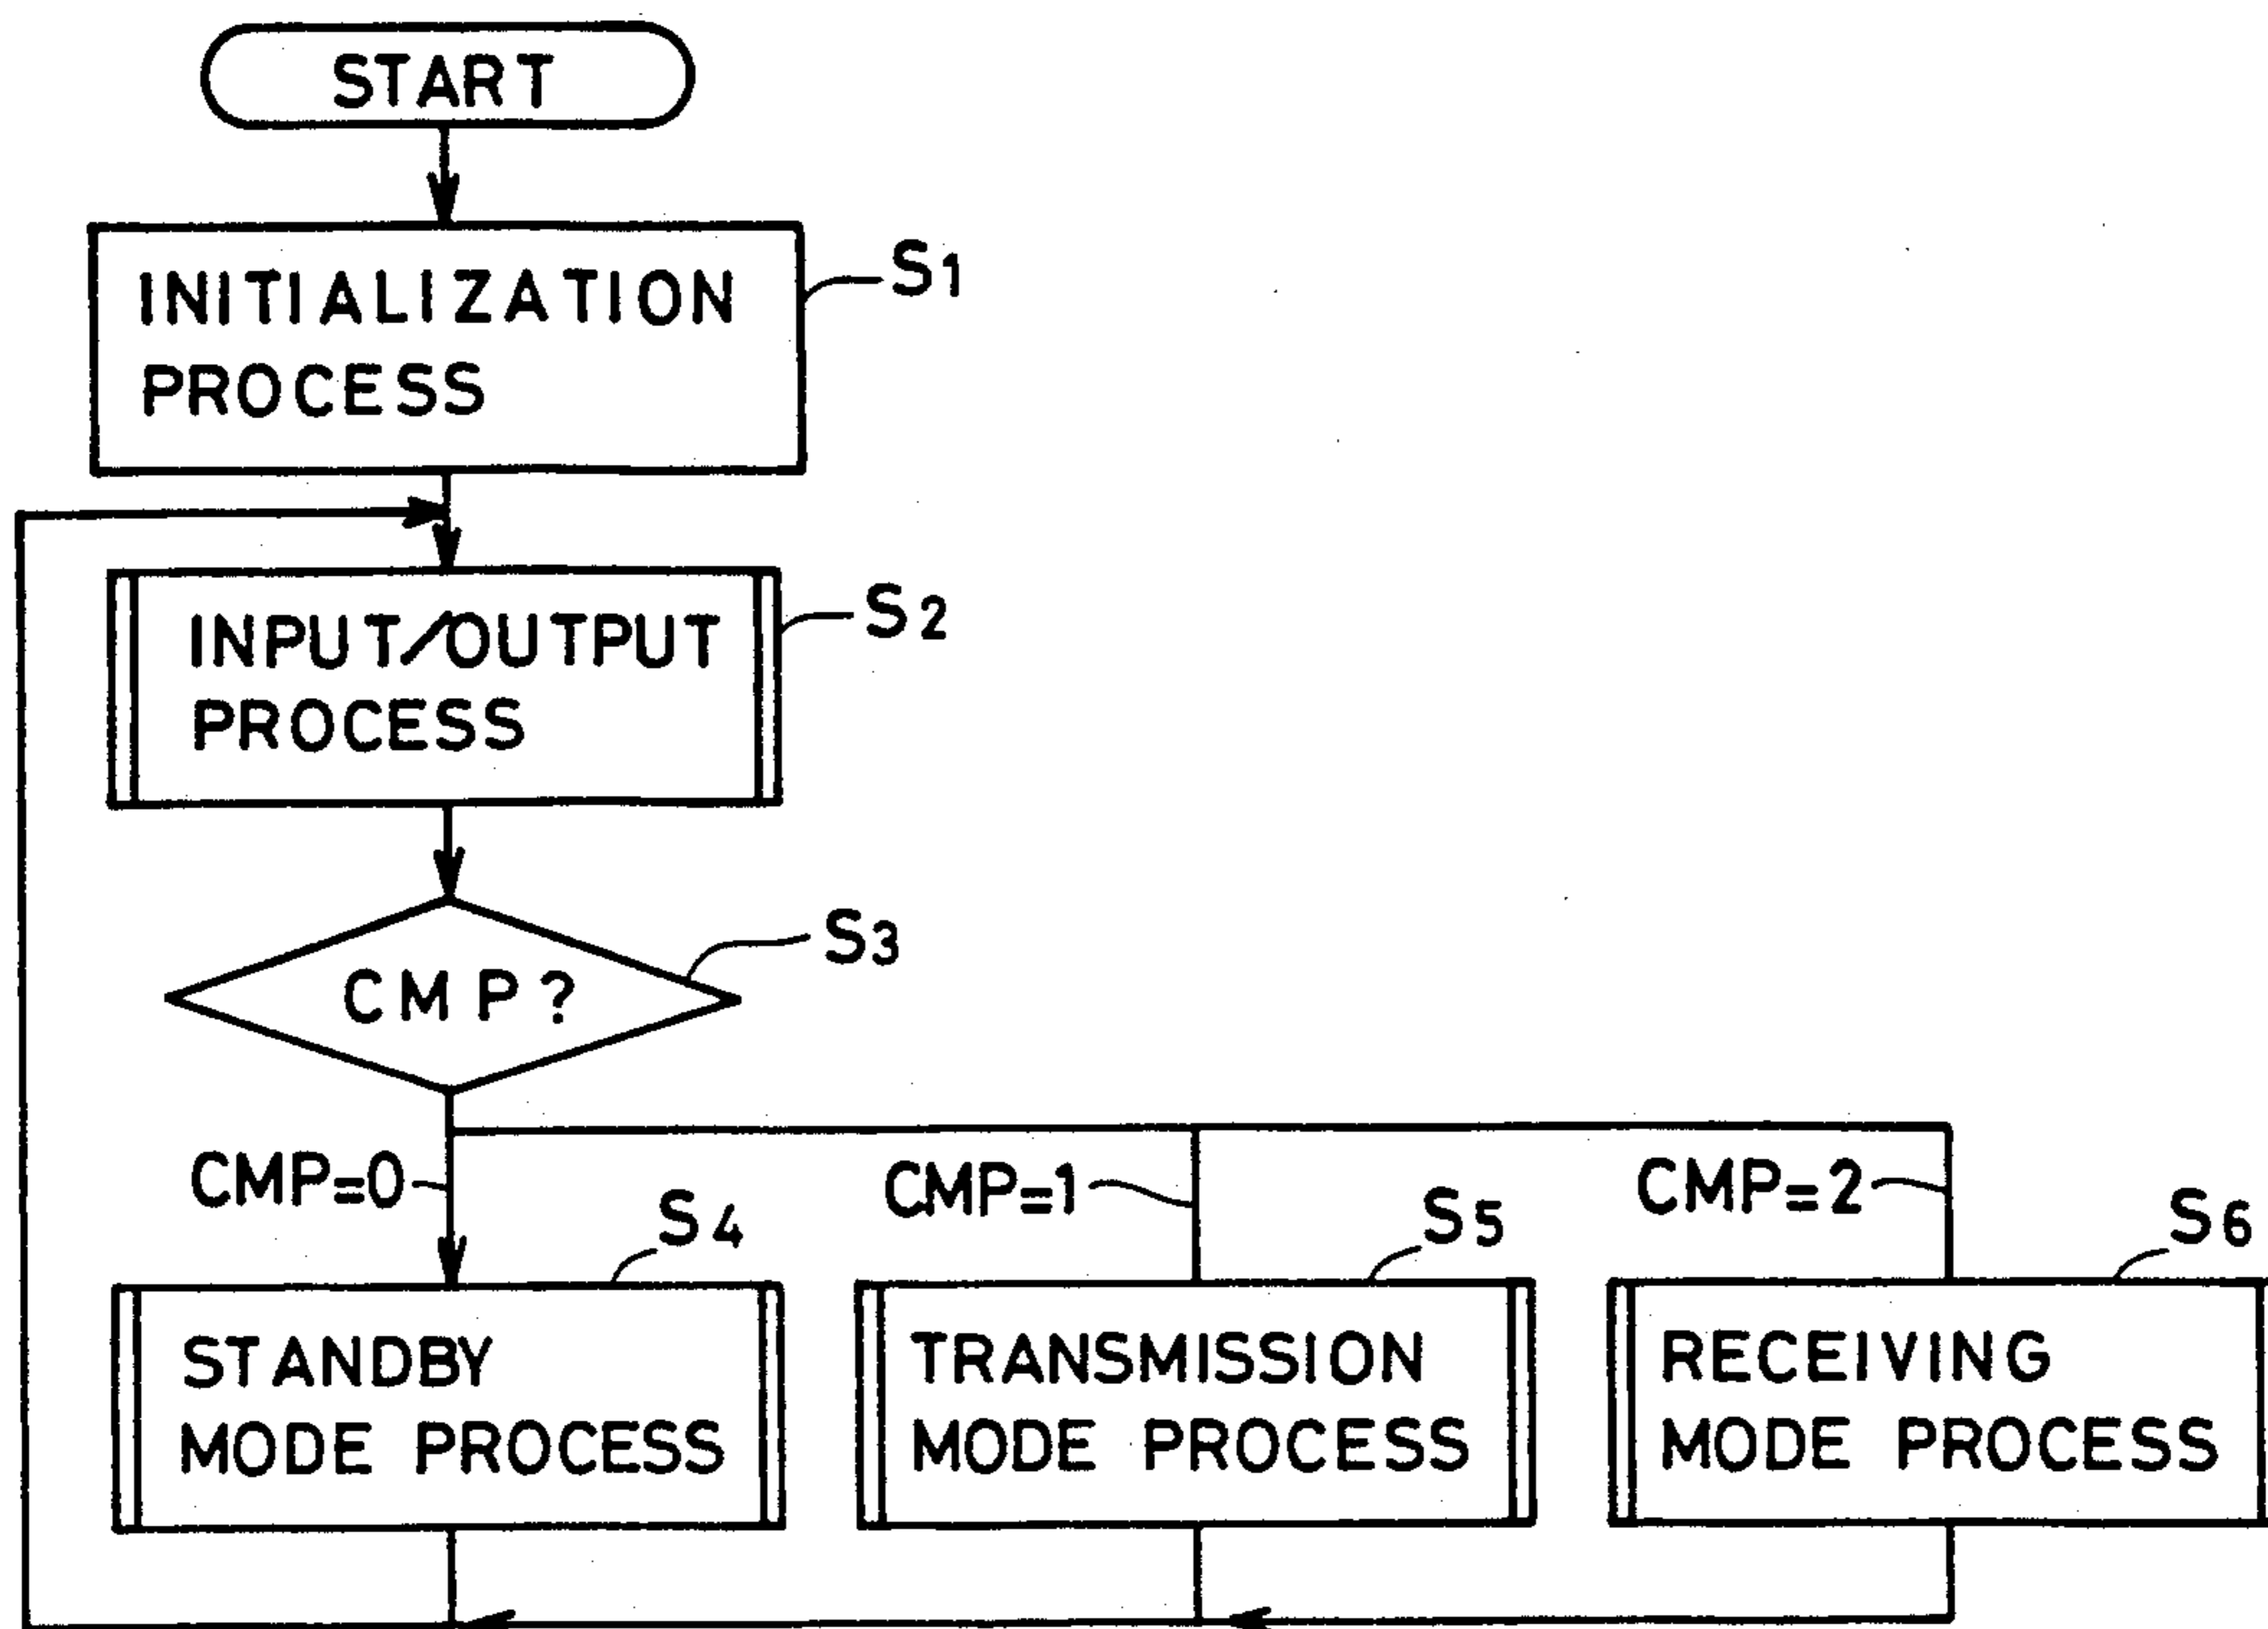 START
INITIALIZATION
PROCESS
S1
INPUT/OUTPUT
PROCESS
S2
CMP?
S3
CMP=0
CMP=1
CMP=2
S4
S5
S6
STANDBY
MODE PROCESS
TRANSMISSION
MODE PROCESS
RECEIVING
MODE PROCESS